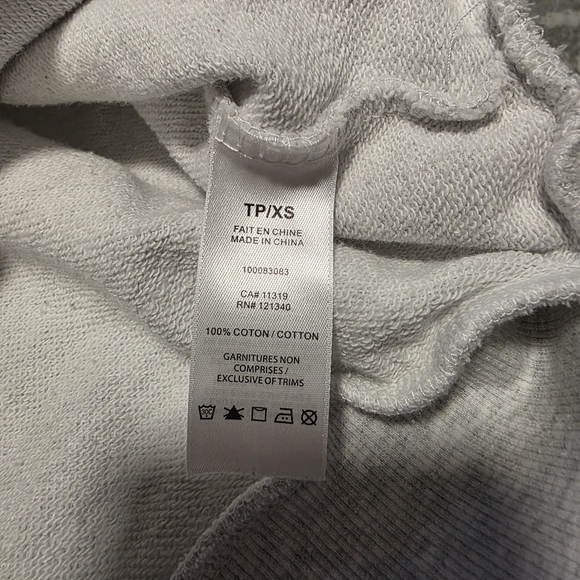 TP/XS
FAIT EN CHINE
MADE IN CHINA
100083083
CA# 11319
RN# 121340
100% COTON / COTTON
GARNITURES NON
COMPRISES /
EXCLUSIVE OF TRIMS